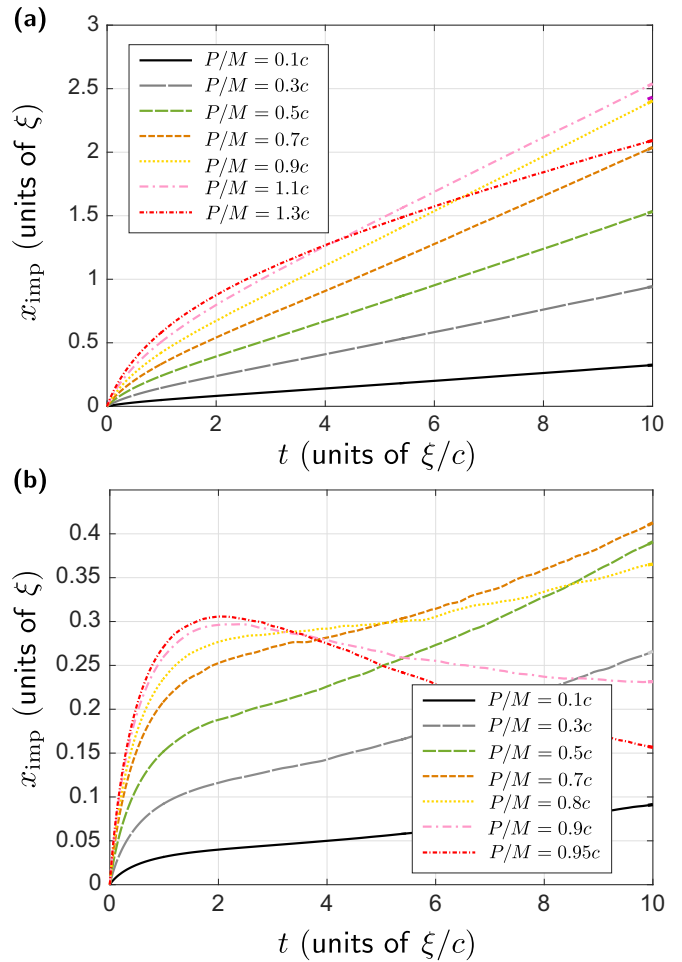 (a)
3
2.5
2
1.5
1
0.5
0
x_imp (units of ξ)
P/M = 0.1c
P/M = 0.3c
P/M = 0.5c
P/M = 0.7c
P/M = 0.9c
P/M = 1.1c
P/M = 1.3c
0 2 4 6 8 10
t (units of ξ/c)
(b)
0.4
0.35
0.3
0.25
0.2
0.15
0.1
0.05
0
x_imp (units of ξ)
P/M = 0.1c
P/M = 0.3c
P/M = 0.5c
P/M = 0.7c
P/M = 0.8c
P/M = 0.9c
P/M = 0.95c
0 2 4 6 8 10
t (units of ξ/c)